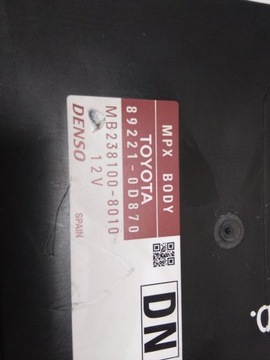 MPX BODY
TOYOTA
89221-0D870
MB238100-8010
DENSO 12V
SPAIN
DN